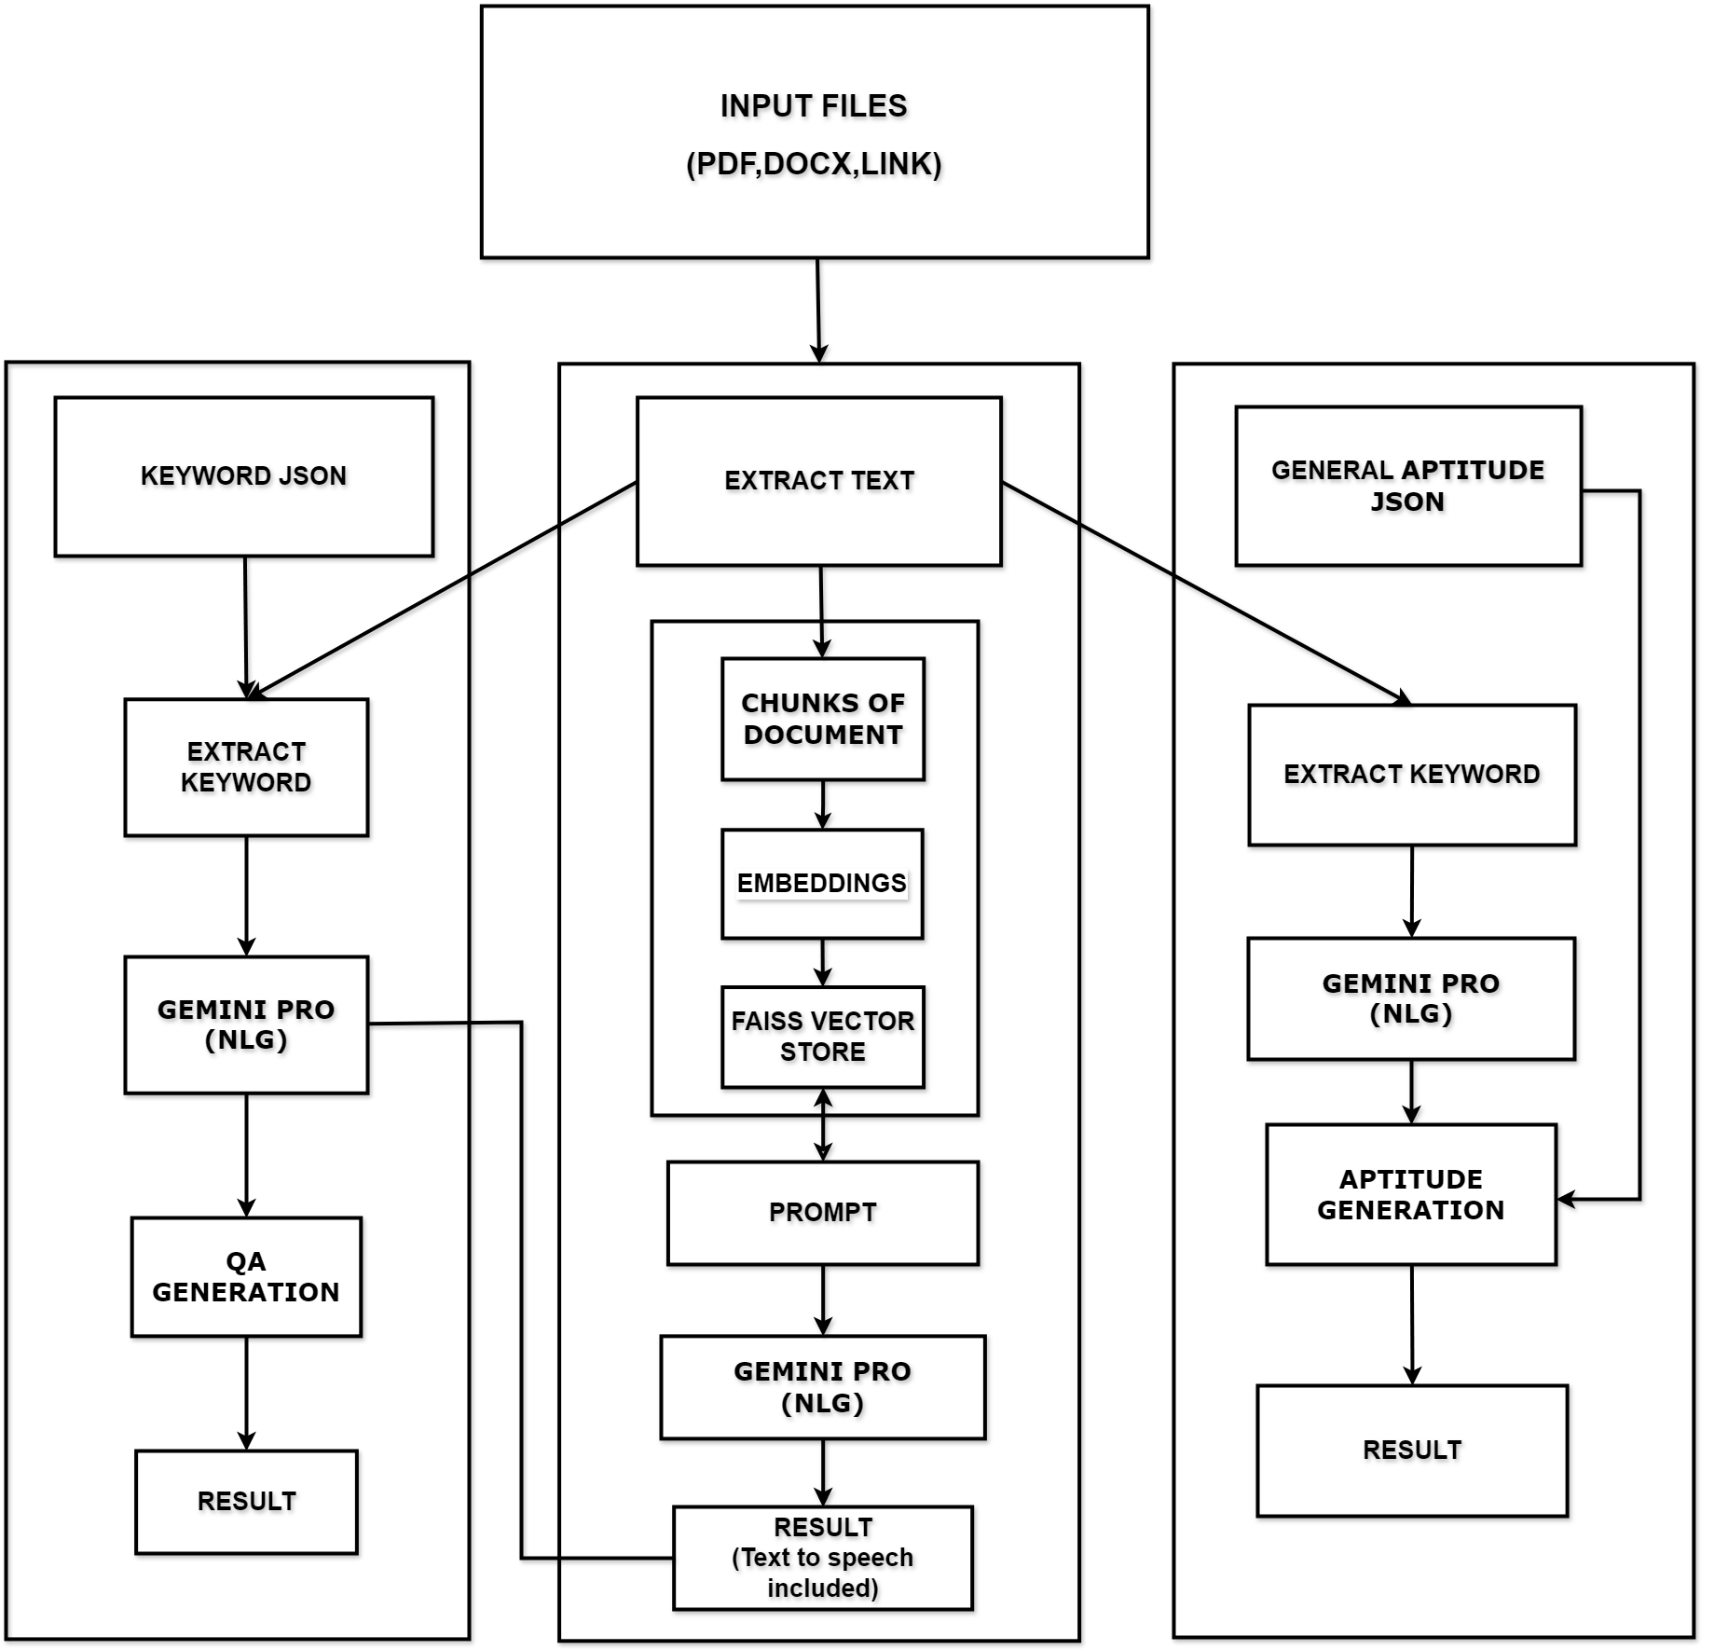 INPUT FILES
(PDF,DOCX,LINK)
KEYWORD JSON
EXTRACT
KEYWORD
GEMINI PRO
(NLG)
QA
GENERATION
RESULT
EXTRACT TEXT
CHUNKS OF
DOCUMENT
EMBEDDINGS
FAISS VECTOR
STORE
PROMPT
GEMINI PRO
(NLG)
RESULT
(Text to speech
included)
GENERAL APTITUDE
JSON
EXTRACT KEYWORD
GEMINI PRO
(NLG)
APTITUDE
GENERATION
RESULT